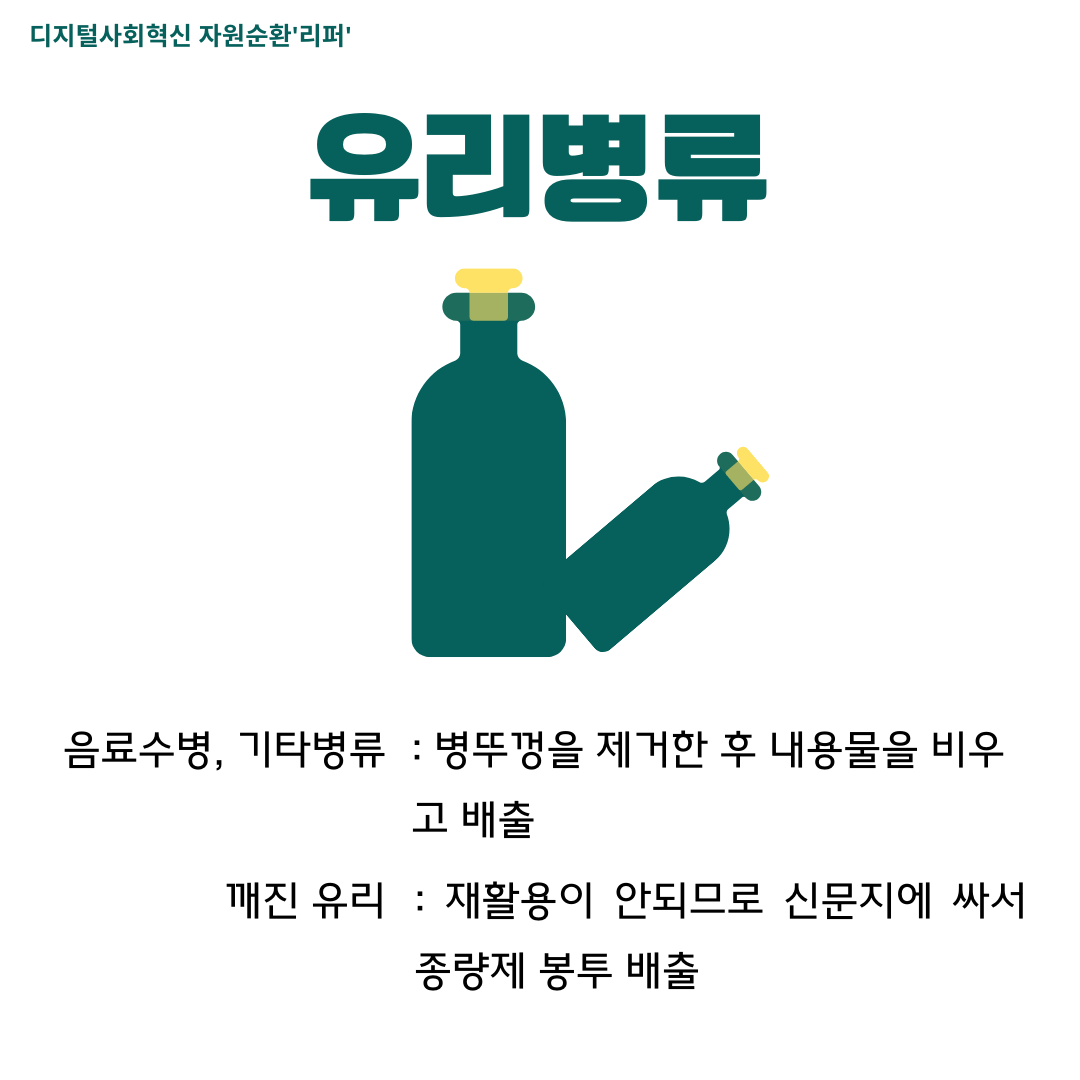 디지털사회혁신 자원순환'리퍼'
유리병류
음료수병, 기타병류 : 병뚜껑을 제거한 후 내용물을 비우
고 배출
깨진 유리 : 재활용이 안되므로 신문지에 싸서
종량제 봉투 배출